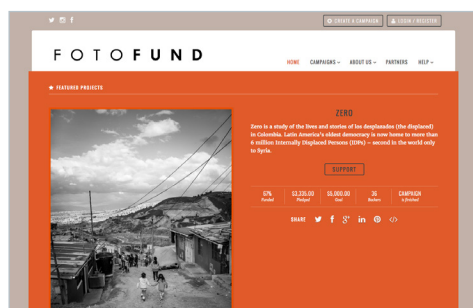 CREATE A CAMPAIGN
LOGIN / REGISTER
FOTOFUND
HOME
CAMPAIGNS
ABOUT US
PARTNERS
HELP
FEATURED PROJECTS
ZERO
Zero is a study of the lives and stories of los desplazados (the displaced)
in Colombia. Latin America's oldest democracy is now home to more than
6 million Internally Displaced Persons (IDPs) – second in the world only
to Syria.
SUPPORT
67% $3,335.00 $5,000.00 36 CAMPAIGN
Funded Pledged Goal Backers is finished
SHARE